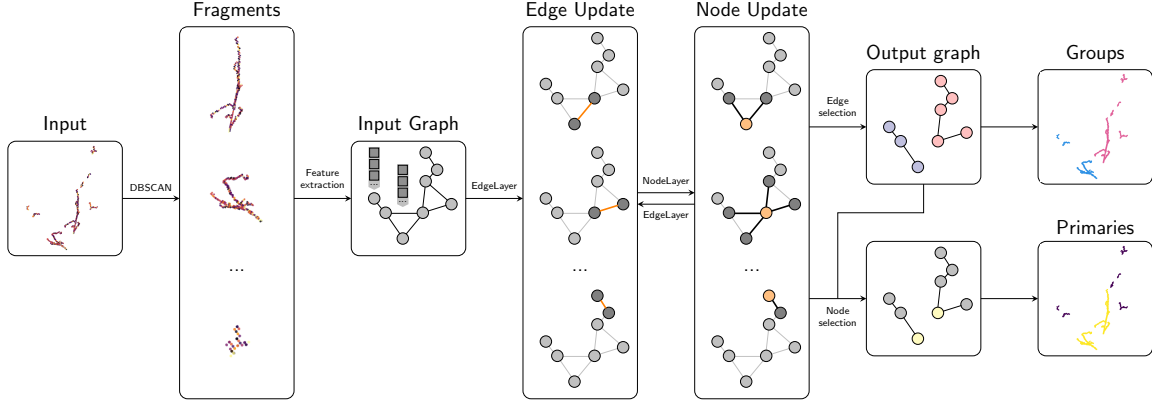 Input
DBSCAN
Fragments
...
Feature
extraction
Input Graph
...
...
EdgeLayer
Edge Update
...
NodeLayer
EdgeLayer
Node Update
...
Edge
selection
Node
selection
Output graph
Groups
Primaries